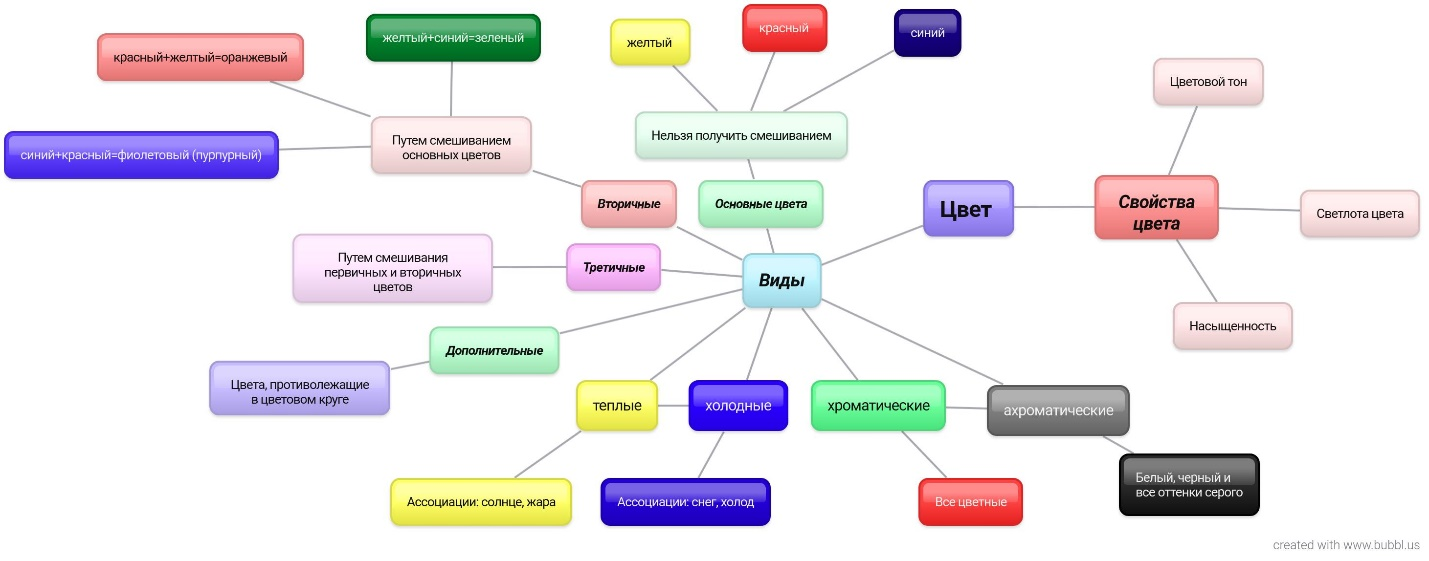 красный
желтый
синий
желтый+синий=зеленый
красный+желтый=оранжевый
Цветовой тон
Нельзя получить смешиванием
Путем смешиванием
основных цветов
синий+красный=фиолетовый (пурпурный)
Вторичные
Основные цвета
Цвет
Свойства
цвета
Светлота цвета
Путем смешивания
первичных и вторичных
цветов
Третичные
Виды
Насыщенность
Дополнительные
Цвета, противолежащие
в цветовом круге
теплые
холодные
хроматические
ахроматические
Белый, черный и
все оттенки серого
Ассоциации: солнце, жара
Ассоциации: снег, холод
Все цветные
created with www.bubbl.us